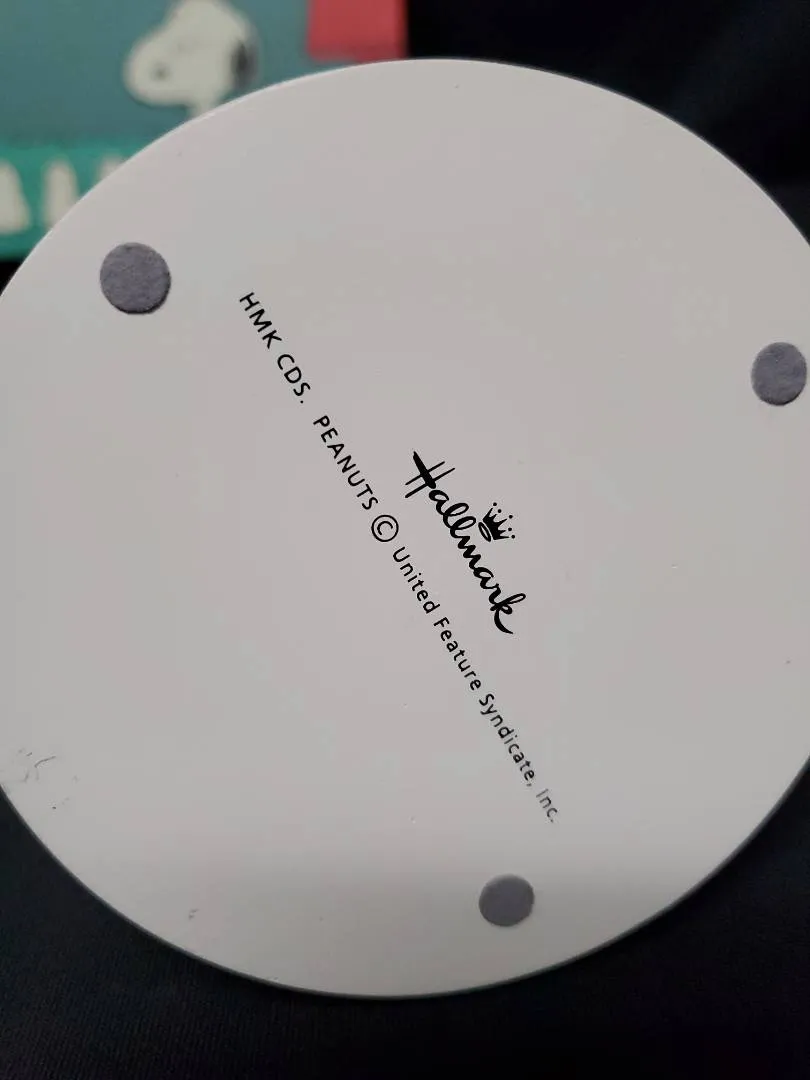 Hallmark
HMK CDS. PEANUTS © United Feature Syndicate, Inc.